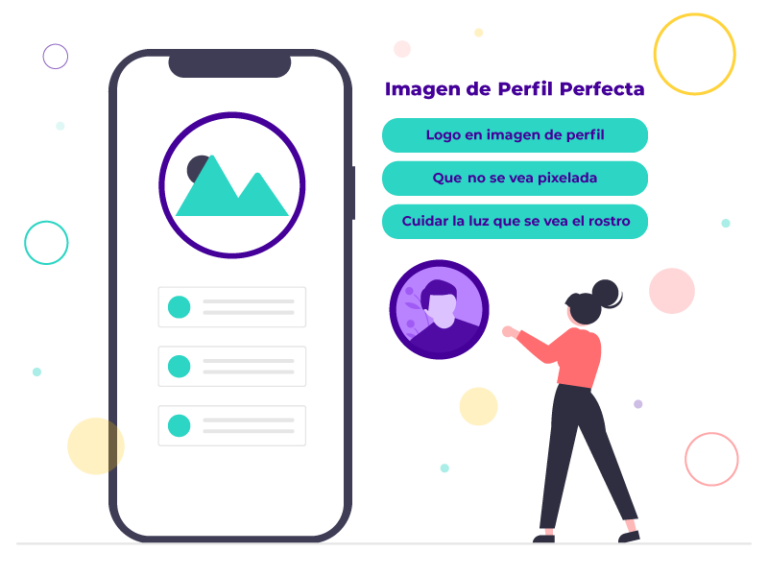 Imagen de Perfil Perfecta
Logo en imagen de perfil
Que no se vea pixelada
Cuidar la luz que se vea el rostro